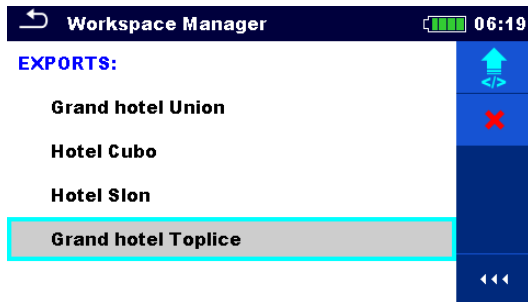 Workspace Manager
06:19
EXPORTS:
</>
Grand hotel Union
Hotel Cubo
Hotel Slon
Grand hotel Toplice